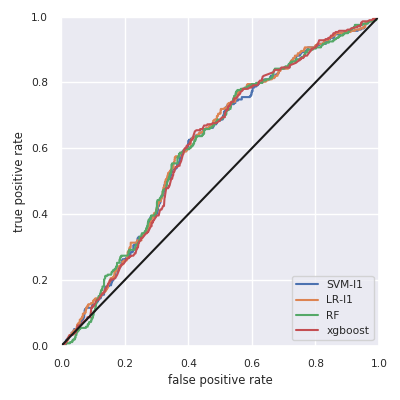 1.0
0.8
0.6
0.4
0.2
0.0
true positive rate
SVM-l1
LR-l1
RF
xgboost
0.0 0.2 0.4 0.6 0.8 1.0
false positive rate